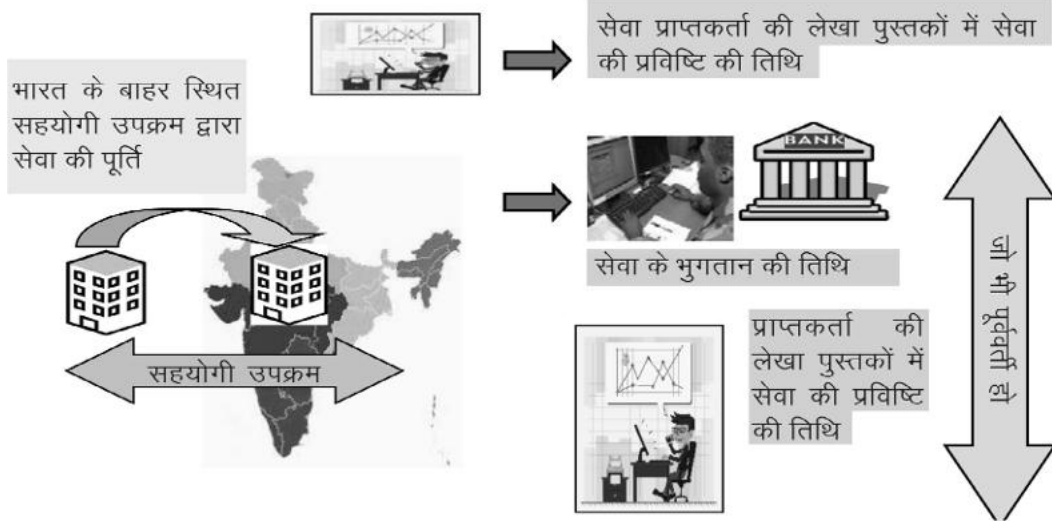 सेवा प्राप्तकर्ता की लेखा पुस्तकों में सेवा
की प्रविष्टि की तिथि
भारत के बाहर स्थित
सहयोगी उपक्रम द्वारा
सेवा की पूर्ति
BANK
सेवा के भुगतान की तिथि
प्राप्तकर्ता की
लेखा पुस्तकों में
सेवा की प्रविष्टि
की तिथि
सहयोगी उपक्रम
जो भी पूर्ववर्ती हो